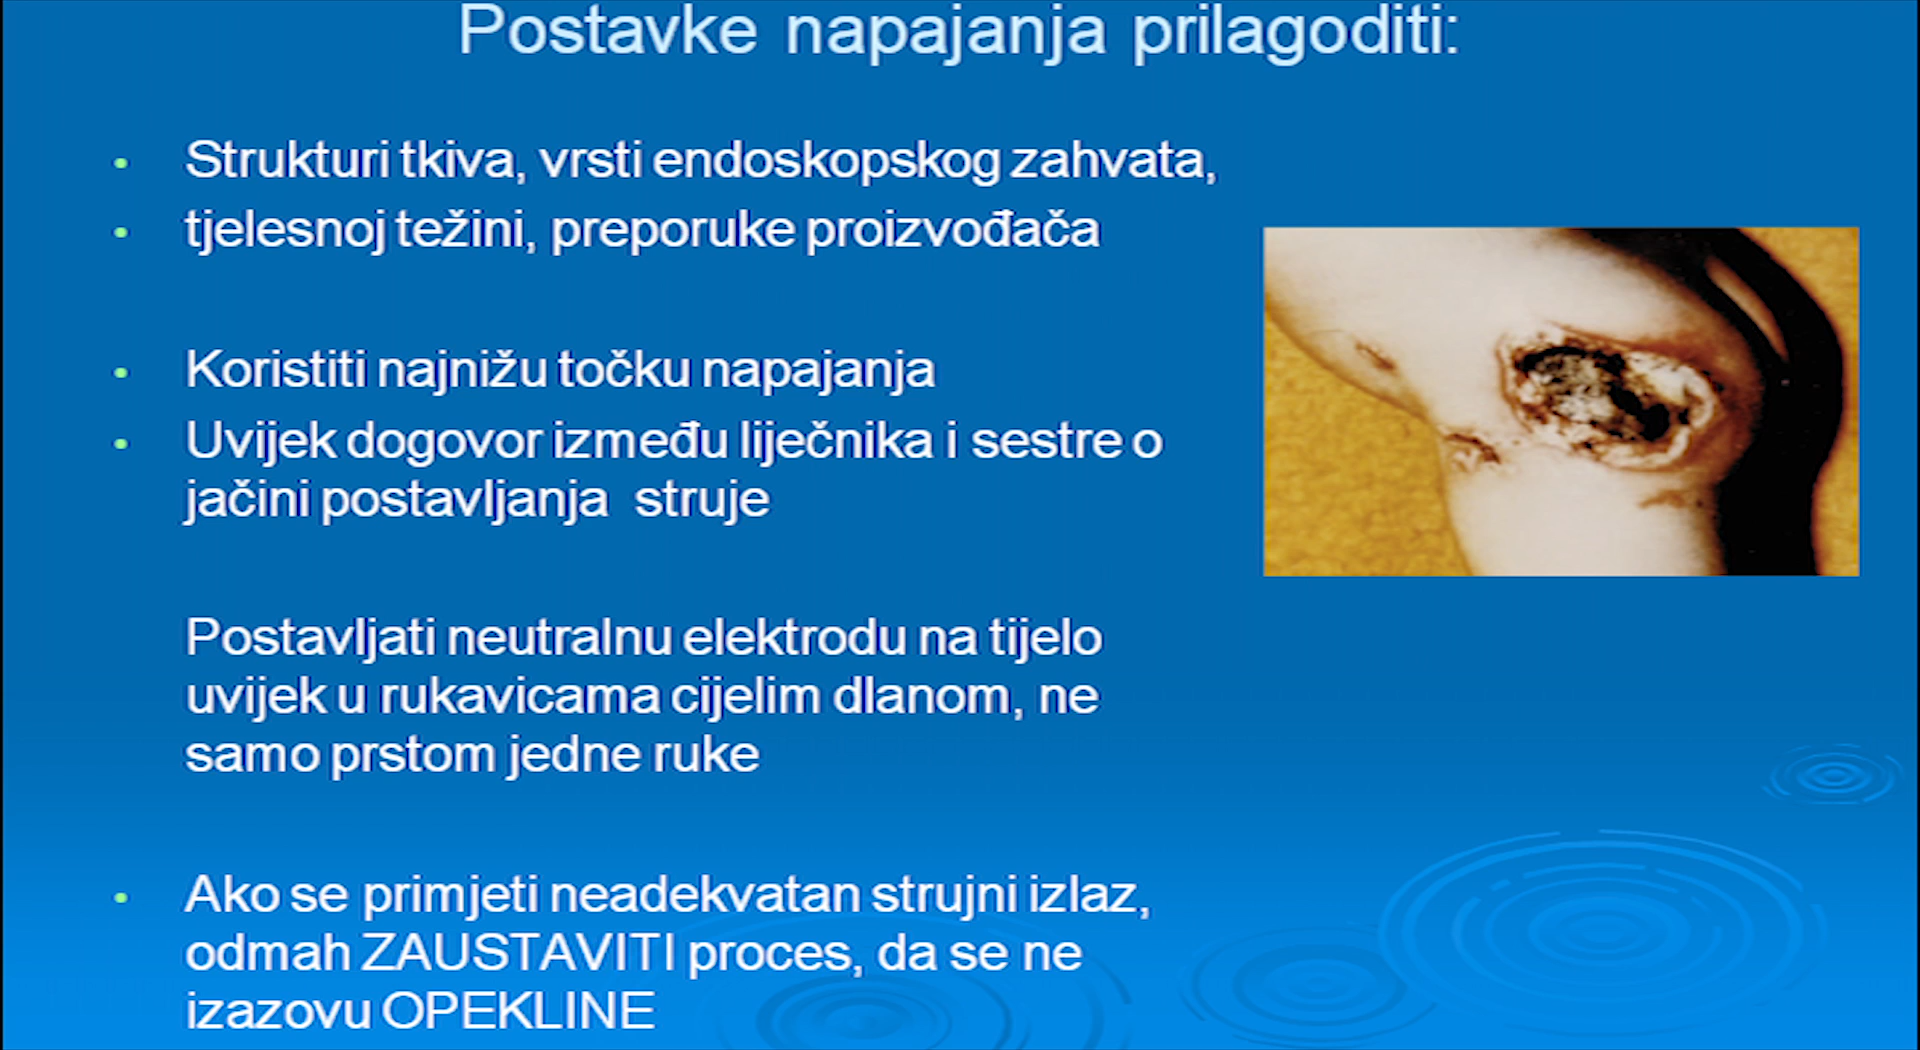 Postavke napajanja prilagoditi:
• Strukturi tkiva, vrsti endoskopskog zahvata,
• tjelesnoj težini, preporuke proizvođača
• Koristiti najnižu točku napajanja
• Uvijek dogovor između liječnika i sestre o
jačini postavljanja struje
Postavljati neutralnu elektrodu na tijelo
uvijek u rukavicama cijelim dlanom, ne
samo prstom jedne ruke
• Ako se primjeti neadekvatan strujni izlaz,
odmah ZAUSTAVITI proces, da se ne
izazovu OPEKLINE